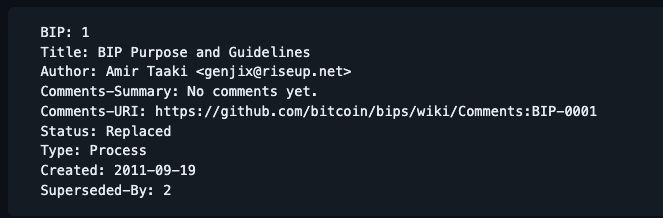 BIP: 1
Title: BIP Purpose and Guidelines
Author: Amir Taaki <genjix@riseup.net>
Comments-Summary: No comments yet.
Comments-URI: https://github.com/bitcoin/bips/wiki/Comments:BIP-0001
Status: Replaced
Type: Process
Created: 2011-09-19
Superseded-By: 2